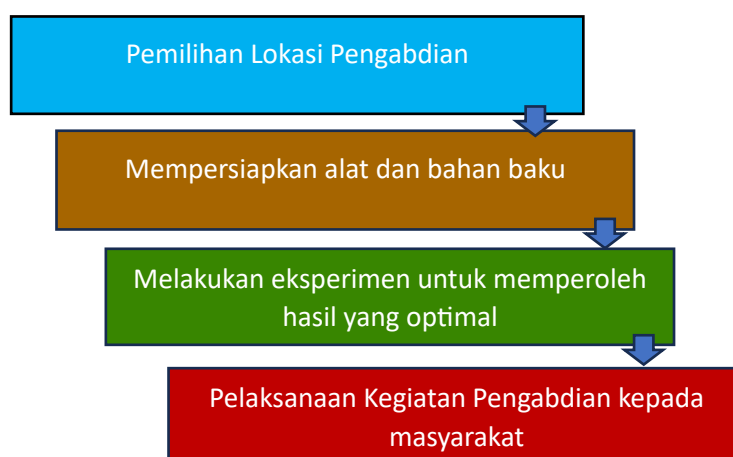 Pemilihan Lokasi Pengabdian
Mempersiapkan alat dan bahan baku
Melakukan eksperimen untuk memperoleh
hasil yang optimal
Pelaksanaan Kegiatan Pengabdian kepada
masyarakat